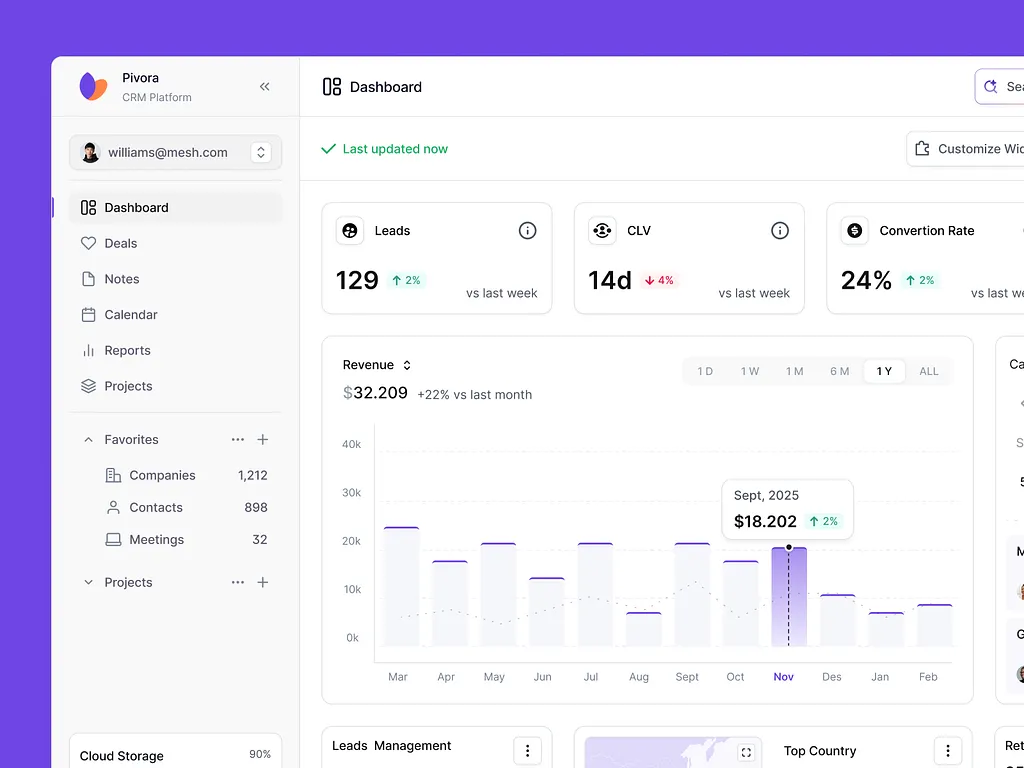 Pivora
CRM Platform
williams@mesh.com
Dashboard
Deals
Notes
Calendar
Reports
Projects
Favorites
Companies 1,212
Contacts 898
Meetings 32
Projects
Cloud Storage 90%
Dashboard
Last updated now
Customize
Leads
129 2%
vs last week
CLV
14d 4%
vs last week
Convertion Rate
24% 2%
vs last
Revenue
$32.209 +22% vs last month
1 D 1 W 1 M 6 M 1 Y ALL
40k
30k
20k
10k
0k
Sept, 2025
$18.202 2%
Mar Apr May Jun Jul Aug Sept Oct Nov Des Jan Feb
Leads Management
Top Country